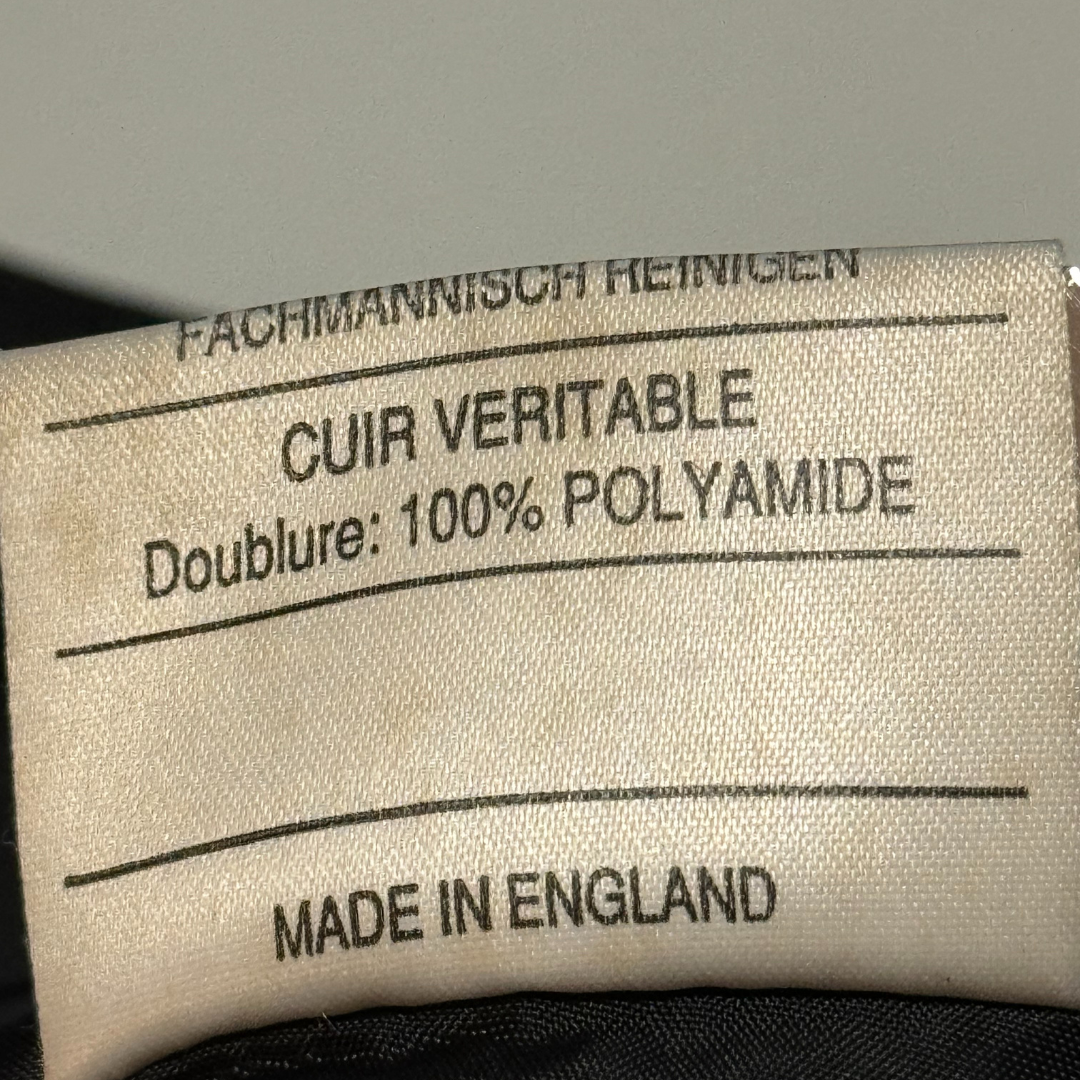 FACHMANNISCH REINIGEN
CUIR VERITABLE
Doublure: 100% POLYAMIDE
MADE IN ENGLAND